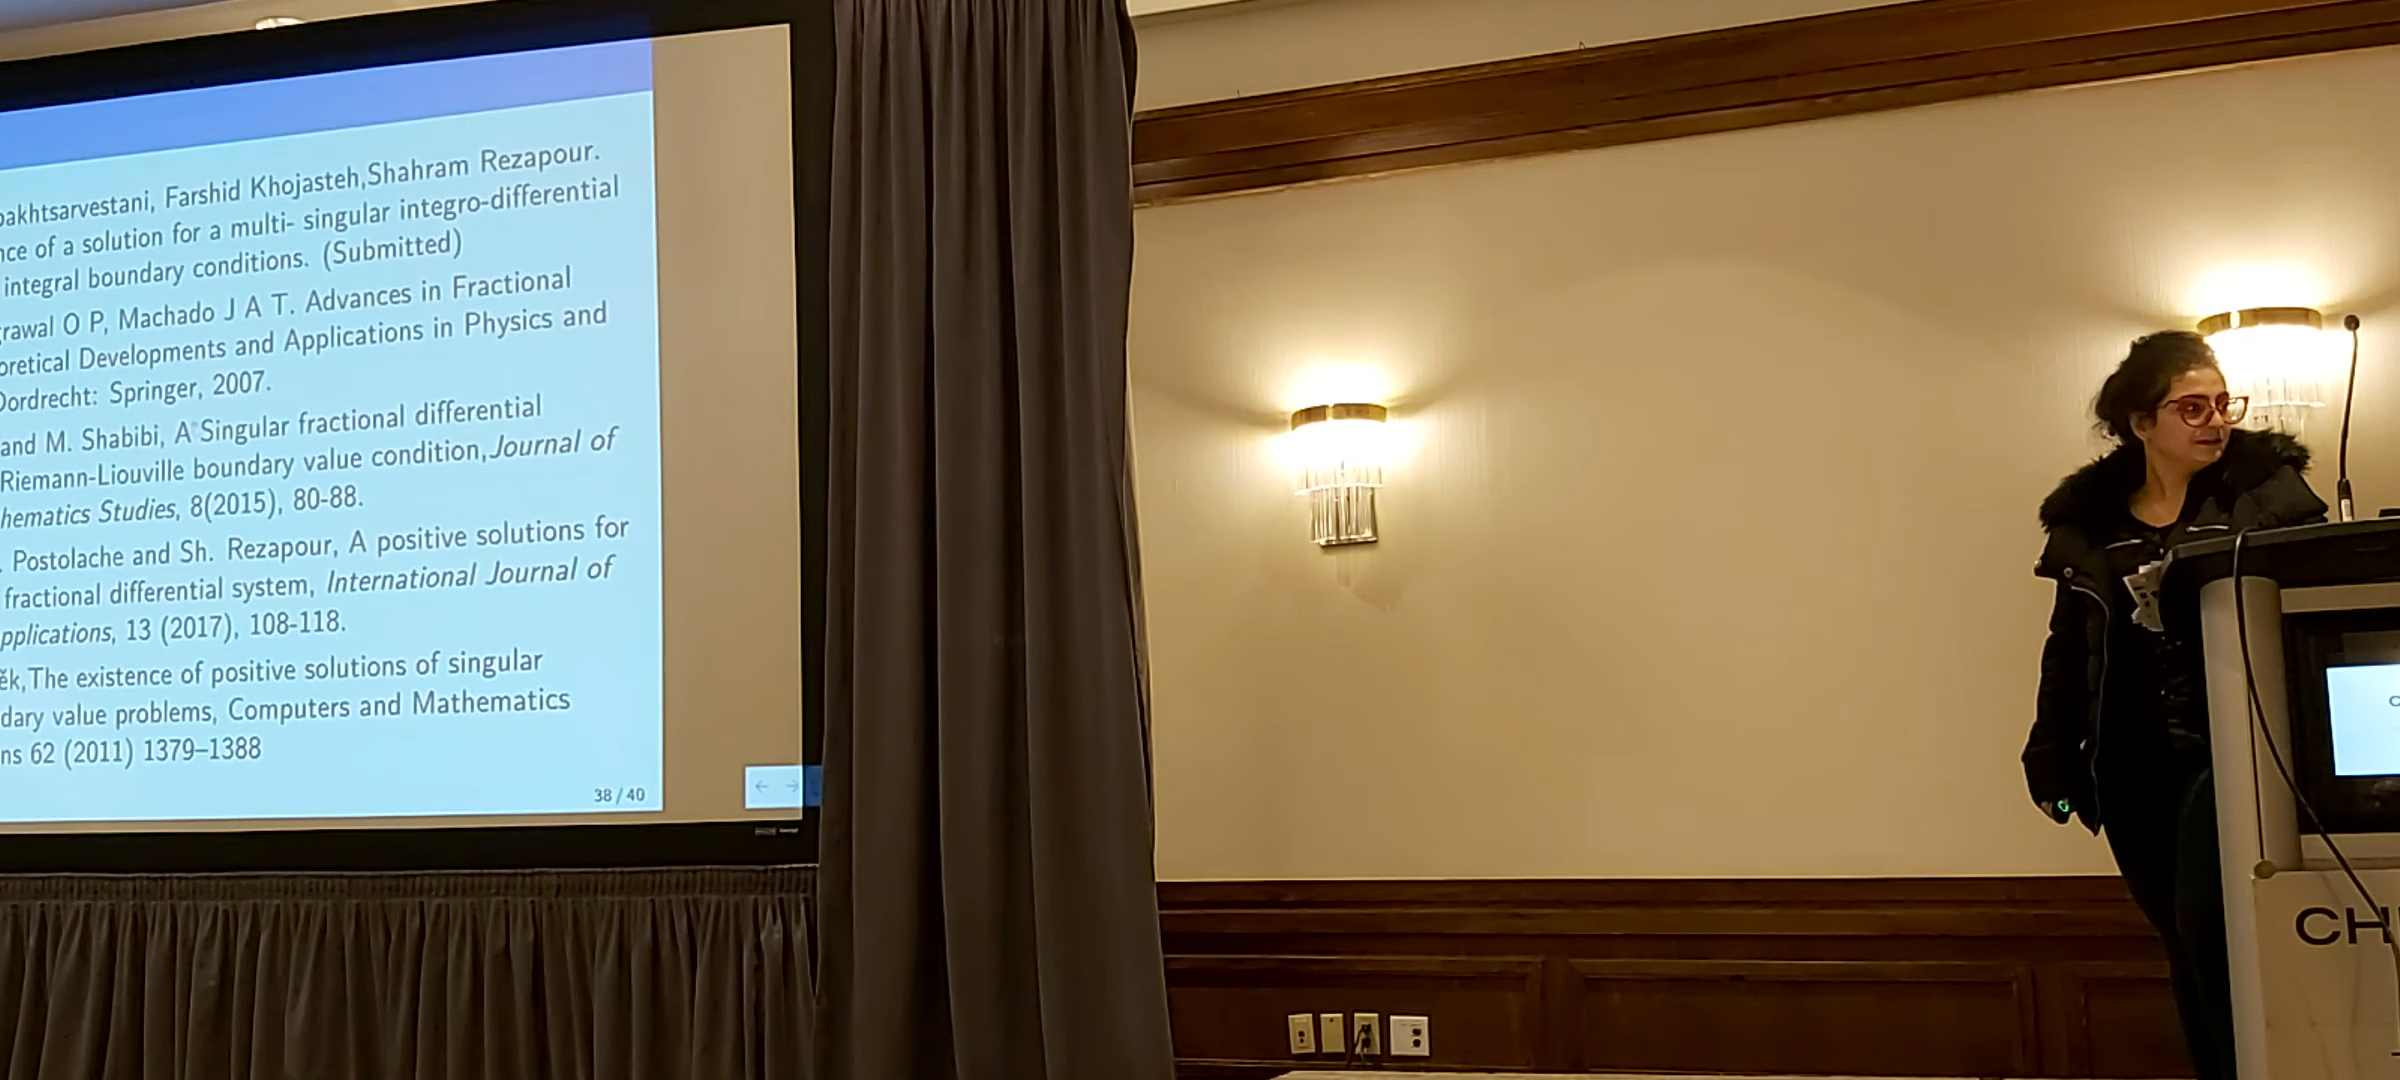 bakhtsarvestani, Farshid Khojasteh,Shahram Rezapour.
nce of a solution for a multi- singular integro-differential
integral boundary conditions. (Submitted)
rawal O P, Machado J A T. Advances in Fractional
oretical Developments and Applications in Physics and
Dordrecht: Springer, 2007.
and M. Shabibi, A Singular fractional differential
Riemann-Liouville boundary value condition,Journal of
hematics Studies, 8(2015), 80-88.
. Postolache and Sh. Rezapour, A positive solutions for
fractional differential system, International Journal of
pplications, 13 (2017), 108-118.
ěk,The existence of positive solutions of singular
dary value problems, Computers and Mathematics
ns 62 (2011) 1379–1388
38 / 40
CH